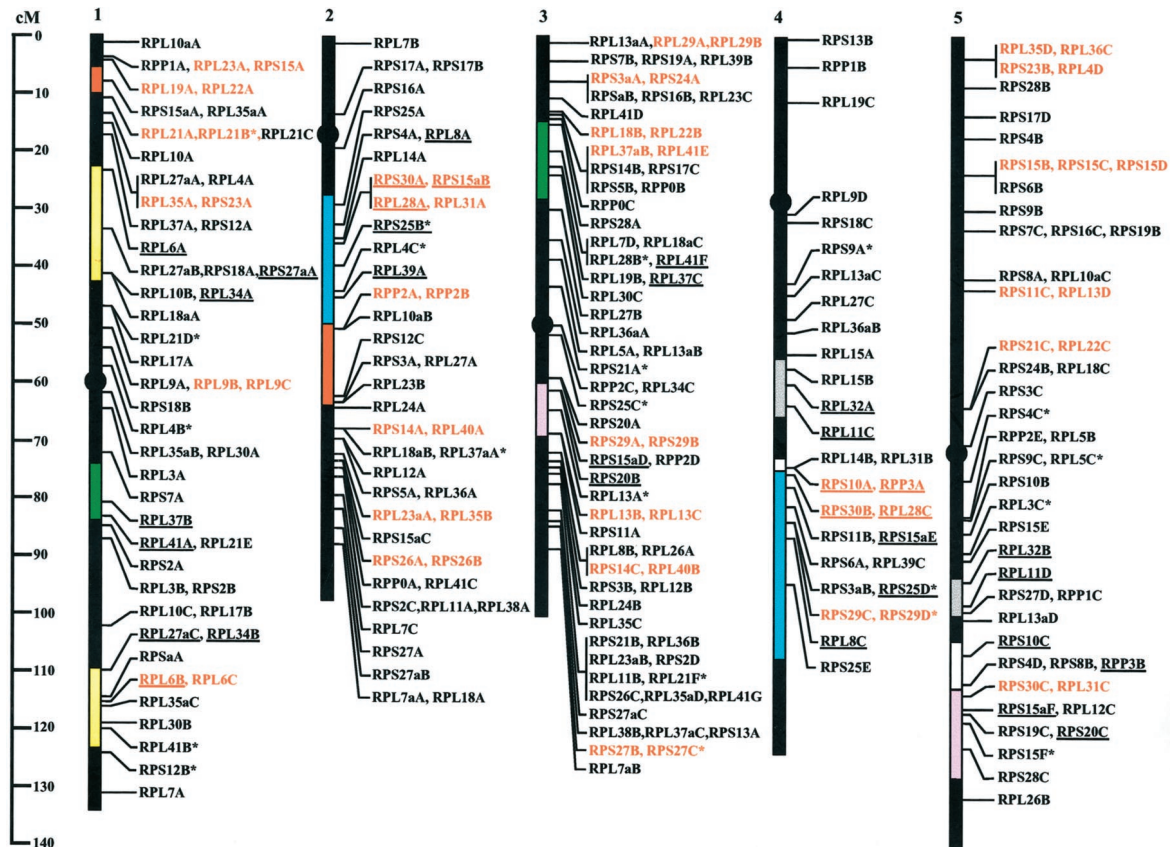 cM
0
10
20
30
40
50
60
70
80
90
100
110
120
130
140
1
RPL10aA
RPP1A, RPL23A, RPS15A
RPL19A, RPL22A
RPS15aA, RPL35aA
RPL21A,RPL21B*,RPL21C
RPL10A
RPL27aA, RPL4A
RPL35A, RPS23A
RPL37A, RPS12A
RPL6A
RPL27aB,RPS18A,RPS27aA
RPL10B, RPL34A
RPL18aA
RPL21D*
RPL17A
RPL9A, RPL9B, RPL9C
RPS18B
RPL4B*
RPL35aB, RPL30A
RPL3A
RPS7A
RPL37B
RPL41A, RPL21E
RPS2A
RPL3B, RPS2B
RPL10C, RPL17B
RPL27aC, RPL34B
RPSaA
RPL6B, RPL6C
RPL35aC
RPL30B
RPL41B*
RPS12B*
RPL7A
2
RPL7B
RPS17A, RPS17B
RPS16A
RPS25A
RPS4A, RPL8A
RPL14A
RPS30A, RPS15aB
RPL28A, RPL31A
RPS25B*
RPL4C*
RPL39A
RPP2A, RPP2B
RPL10aB
RPS12C
RPS3A, RPL27A
RPL23B
RPL24A
RPS14A, RPL40A
RPL18aB, RPL37aA*
RPL12A
RPS5A, RPL36A
RPL23aA, RPL35B
RPS15aC
RPS26A, RPS26B
RPP0A, RPL41C
RPS2C,RPL11A,RPL38A
RPL7C
RPS27A
RPS27aB
RPL7aA, RPL18A
3
RPL13aA, RPL29A,RPL29B
RPS7B, RPS19A, RPL39B
RPS3aA, RPS24A
RPSaB, RPS16B, RPL23C
RPL41D
RPL18B, RPL22B
RPL37aB, RPL41E
RPS14B, RPS17C
RPS5B, RPP0B
RPP0C
RPS28A
RPL7D, RPL18aC
RPL28B*, RPL41F
RPL19B, RPL37C
RPL30C
RPL27B
RPL36aA
RPL5A, RPL13aB
RPS21A*
RPP2C, RPL34C
RPS25C*
RPS20A
RPS29A, RPS29B
RPS15aD, RPP2D
RPS20B
RPL13A*
RPL13B, RPL13C
RPS11A
RPL8B, RPL26A
RPS14C, RPL40B
RPS3B, RPL12B
RPL24B
RPL35C
RPS21B, RPL36B
RPL23aB, RPS2D
RPL11B, RPL21F*
RPS26C,RPL35aD,RPL41G
RPS27aC
RPL38B,RPL37aC,RPS13A
RPS27B, RPS27C*
RPL7aB
4
RPS13B
RPP1B
RPL19C
RPL9D
RPS18C
RPS9A*
RPL13aC
RPL27C
RPL36aB
RPL15A
RPL15B
RPL32A
RPL11C
RPL14B, RPL31B
RPS10A, RPP3A
RPS30B, RPL28C
RPS11B, RPS15aE
RPS6A, RPL39C
RPS3aB, RPS25D*
RPS29C, RPS29D*
RPL8C
RPS25E
5
RPL35D, RPL36C
RPS23B, RPL4D
RPS28B
RPS17D
RPS4B
RPS15B, RPS15C, RPS15D
RPS6B
RPS9B
RPS7C, RPS16C, RPS19B
RPS8A, RPL10aC
RPS11C, RPL13D
RPS21C, RPL22C
RPS24B, RPL18C
RPS3C
RPS4C*
RPP2E, RPL5B
RPS9C, RPL5C*
RPS10B
RPL3C*
RPS15E
RPL32B
RPL11D
RPS27D, RPP1C
RPL13aD
RPS10C
RPS4D, RPS8B, RPP3B
RPS30C, RPL31C
RPS15aF, RPL12C
RPS19C, RPS20C
RPS15F*
RPS28C
RPL26B